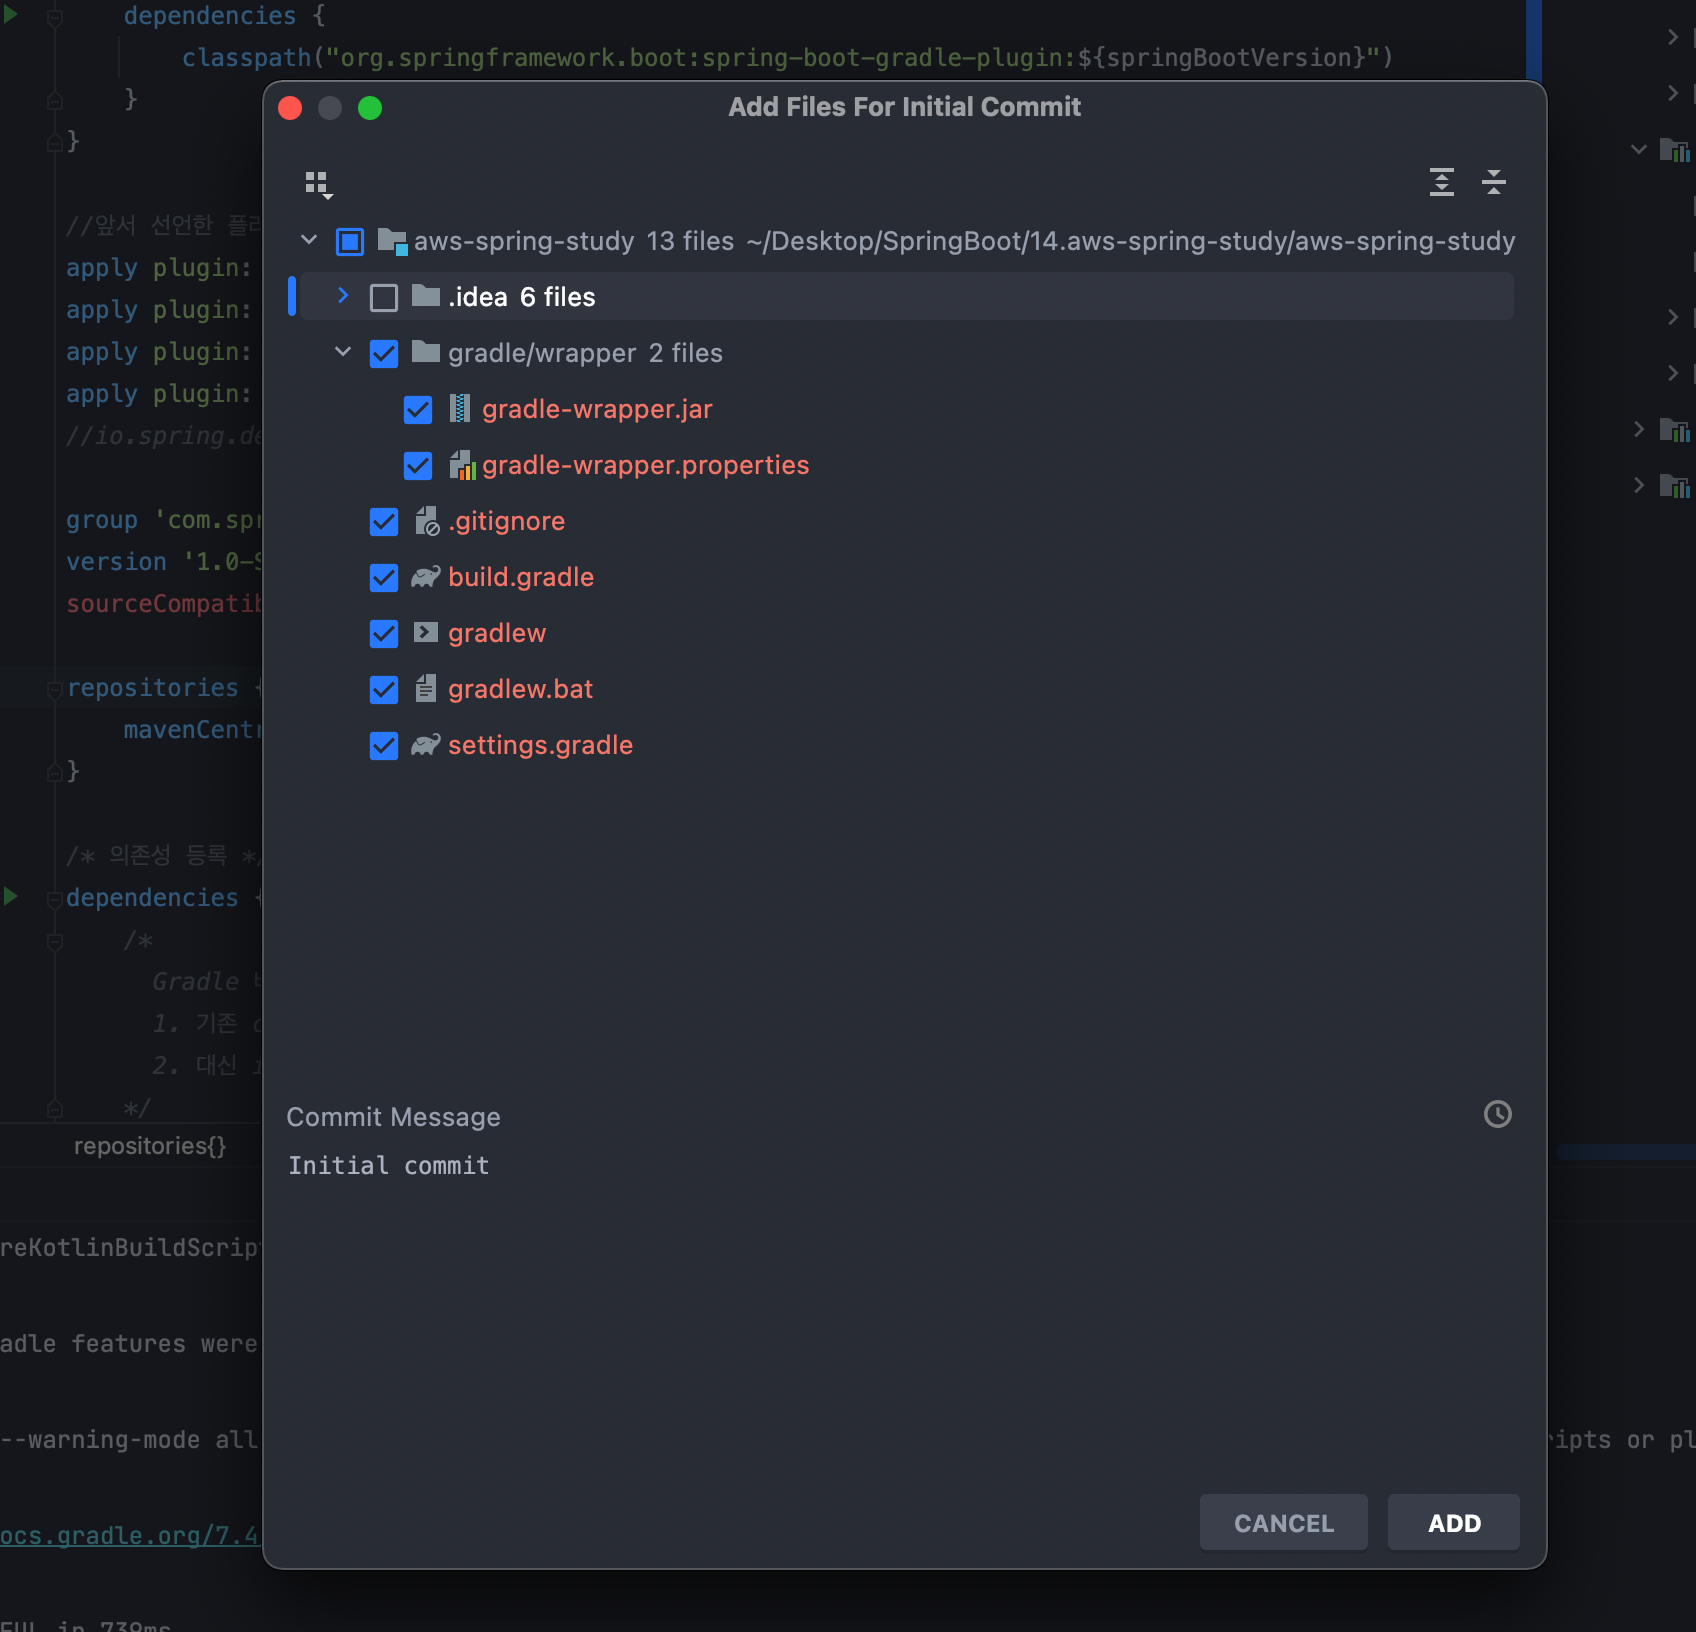 dependencies {
classpath("org.springframework.boot:spring-boot-gradle-plugin:${springBootVersion}")
}
}
//앞서 선언한
apply plugin:
apply plugin:
apply plugin:
apply plugin:
//io.spring.de
group 'com.spr
version '1.0-S
sourceCompatib
repositories {
mavenCentr
}
/* 의존성 등록 */
dependencies {
/*
Gradle
1. 기존
2. 대신
*/
repositories{}
reKotlinBuildScript
adle features were
--warning-mode all
ripts or pl
ocs.gradle.org/7.4
in 739ms
Add Files For Initial Commit
aws-spring-study 13 files ~/Desktop/SpringBoot/14.aws-spring-study/aws-spring-study
.idea 6 files
gradle/wrapper 2 files
gradle-wrapper.jar
gradle-wrapper.properties
.gitignore
build.gradle
gradlew
gradlew.bat
settings.gradle
Commit Message
Initial commit
CANCEL
ADD